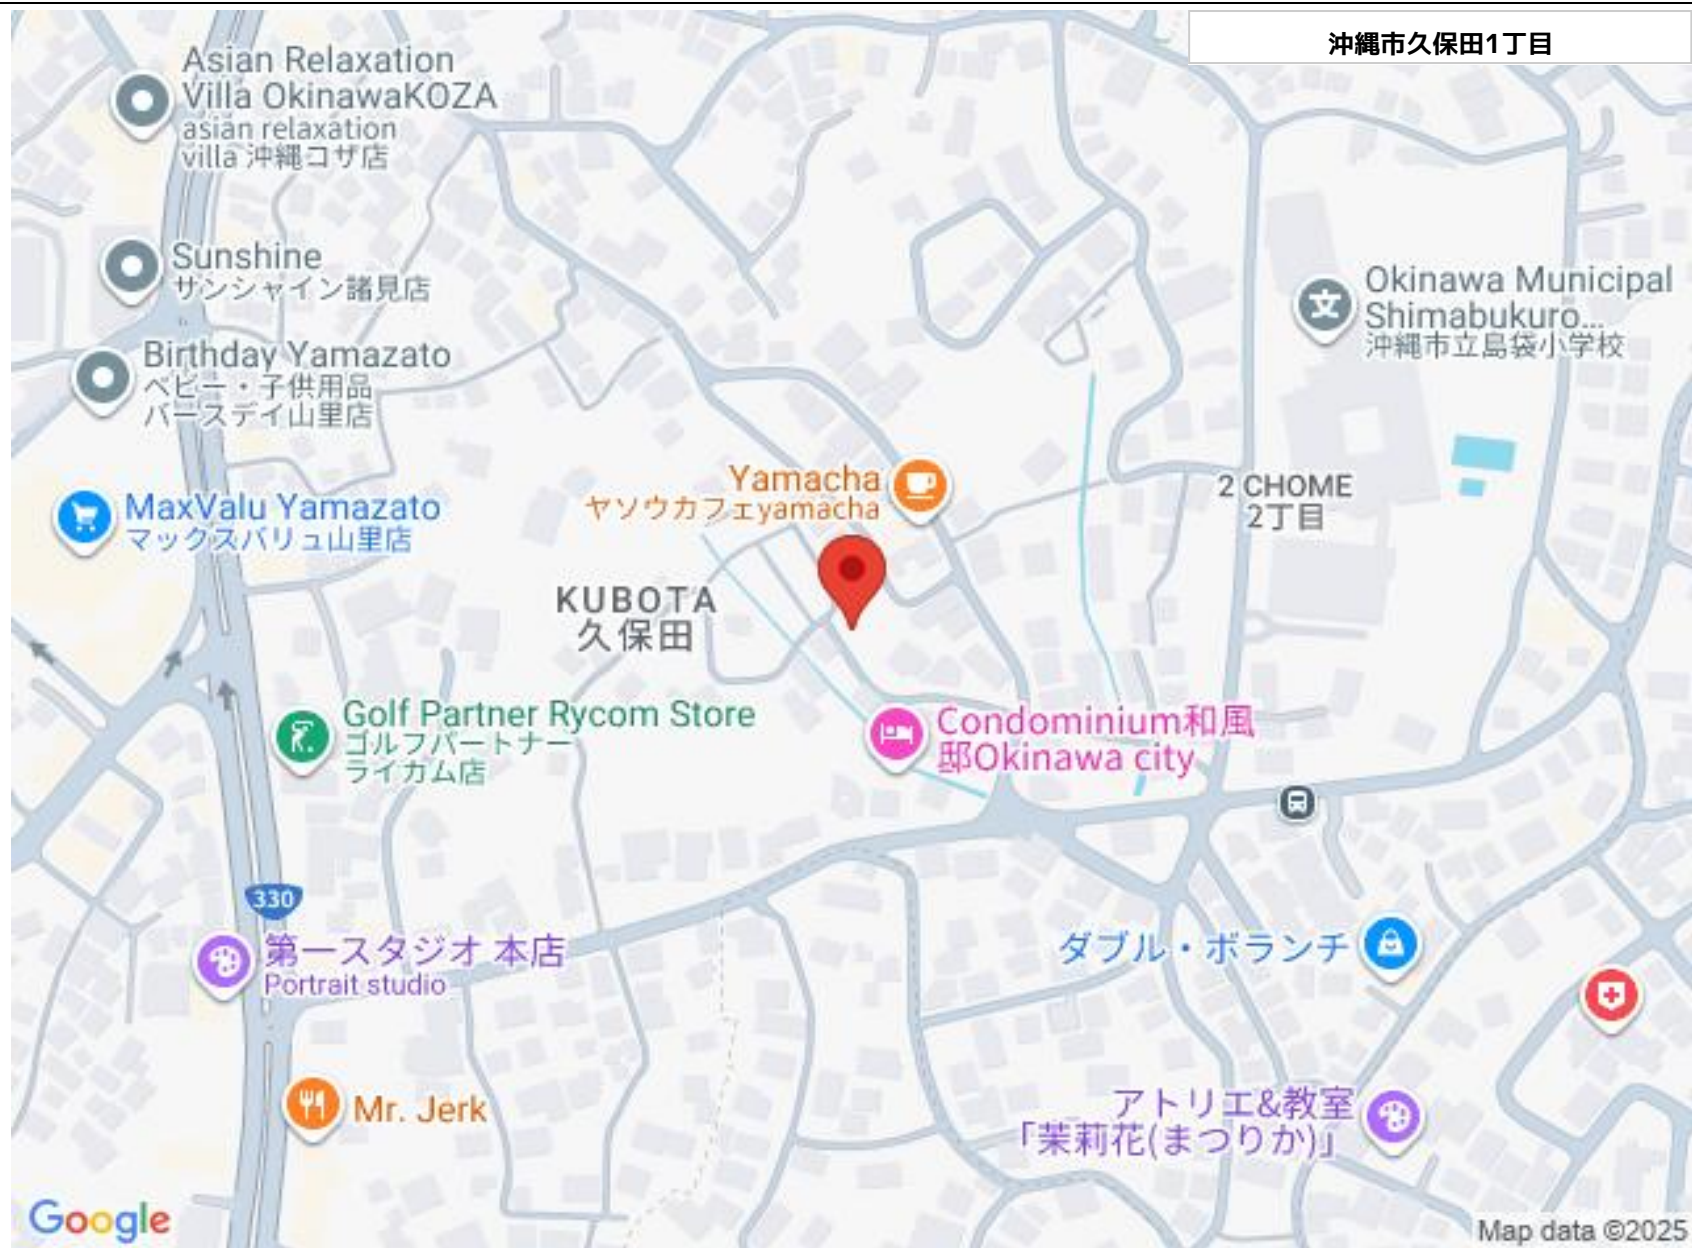 沖縄市久保田1丁目
Asian Relaxation
Villa OkinawaKOZA
asian relaxation
villa 沖縄コザ店
Sunshine
サンシャイン諸見店
Okinawa Municipal
Shimabukuro...
沖縄市立島袋小学校
Birthday Yamazato
ベビー・子供用品
バースデイ山里店
Yamacha
ヤソウカフェyamacha
2 CHOME
2丁目
MaxValu Yamazato
マックスバリュ山里店
KUBOTA
久保田
Golf Partner Rycom Store
ゴルフパートナー
ライカム店
Condominium和風
邸Okinawa city
330
第一スタジオ 本店
Portrait studio
ダブル・ボランチ
Mr. Jerk
アトリエ&教室
「茉莉花(まつりか)」
文
Google
Map data ©2025